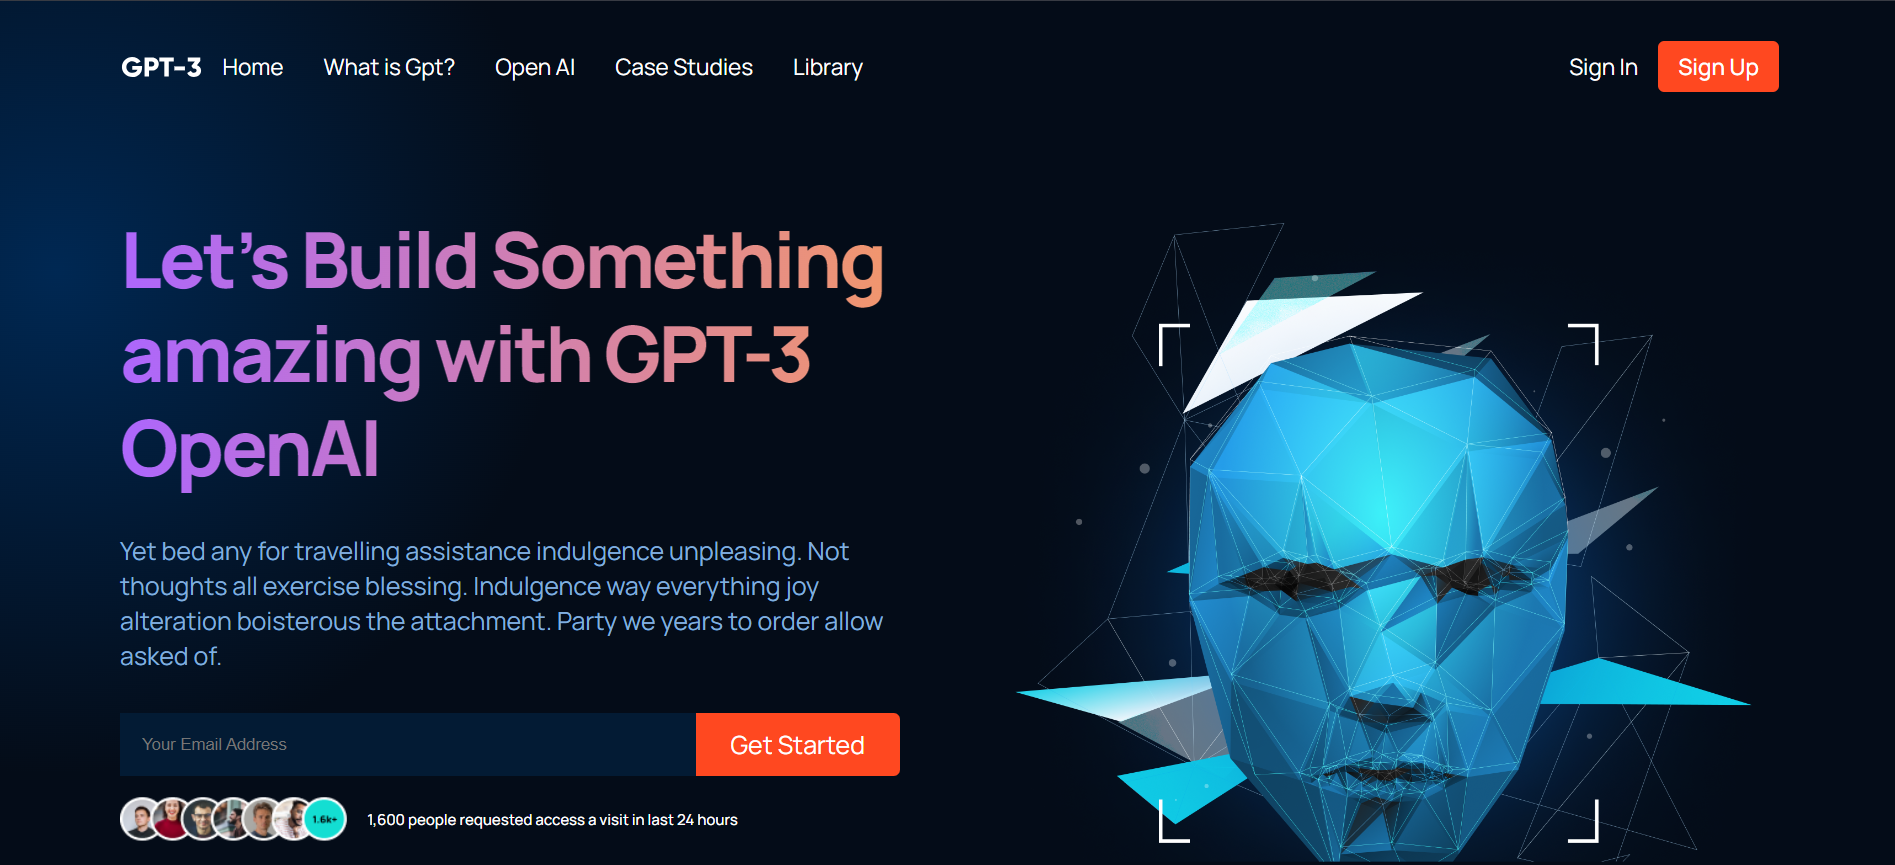 GPT-3 Home What is Gpt? Open AI Case Studies Library Sign In Sign Up
Let's Build Something
amazing with GPT-3
OpenAI
Yet bed any for travelling assistance indulgence unpleasing. Not
thoughts all exercise blessing. Indulgence way everything joy
alteration boisterous the attachment. Party we years to order allow
asked of.
Your Email Address Get Started
1.6k+ 1,600 people requested access a visit in last 24 hours